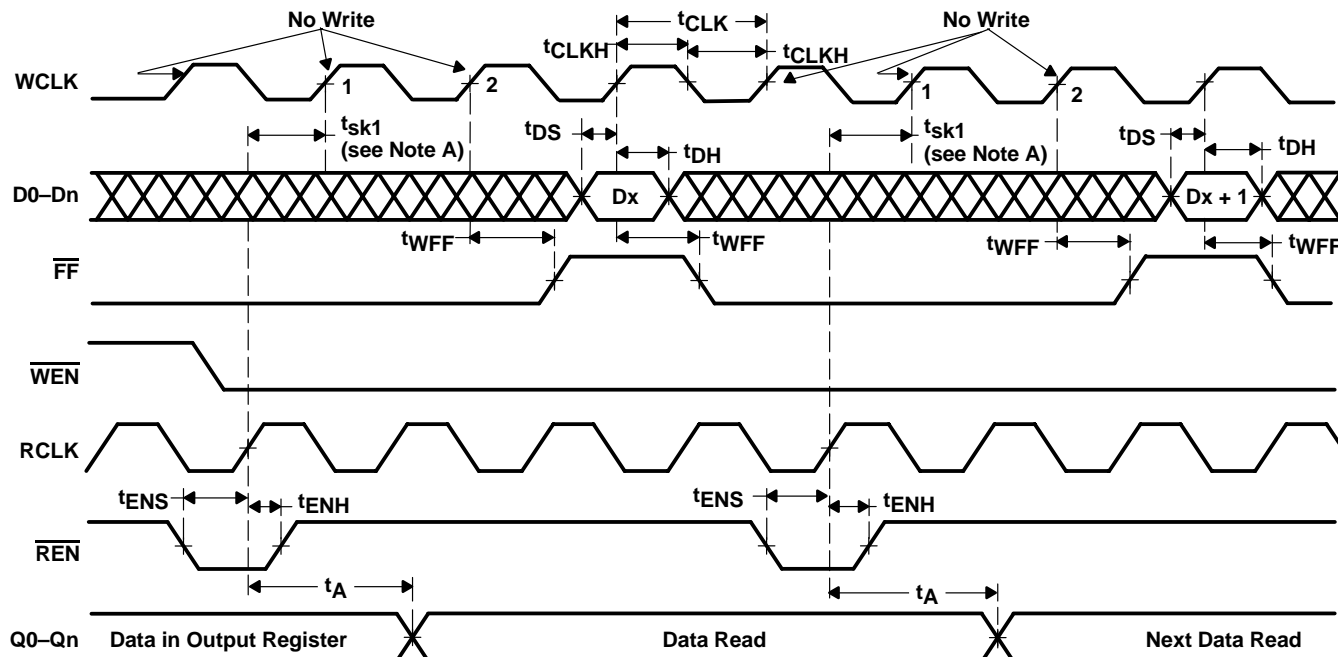 No Write
tCLK
No Write
tCLKH
tCLKH
WCLK
1
2
1
2
tsk1
(see Note A)
tDS
tDH
tsk1
(see Note A)
tDS
tDH
D0–Dn
Dx
Dx + 1
tWFF
tWFF
tWFF
tWFF
FF
WEN
RCLK
tENS
tENH
tENS
tENH
REN
tA
tA
Q0–Qn
Data in Output Register
Data Read
Next Data Read